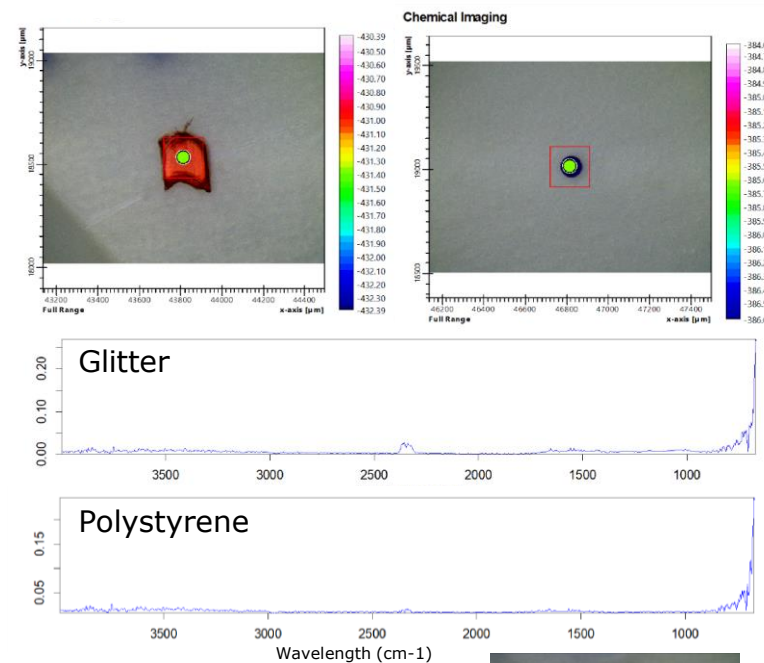 Chemical Imaging
y-axis [µm]
19000
18500
18000
43200 43400 43600 43800 44000 44200 44400
Full Range
x-axis [µm]
-430.39
-430.50
-430.60
-430.70
-430.80
-430.90
-431.00
-431.10
-431.20
-431.30
-431.40
-431.50
-431.60
-431.70
-431.80
-431.90
-432.00
-432.10
-432.20
-432.30
-432.39
y-axis [µm]
19500
19000
18500
46200 46400 46600 46800 47000 47200 47400
Full Range
x-axis [µm]
Glitter
0.20
0.10
0.00
3500 3000 2500 2000 1500 1000
Polystyrene
0.15
0.05
3500 3000 2500 2000 1500 1000
Wavelength (cm-1)